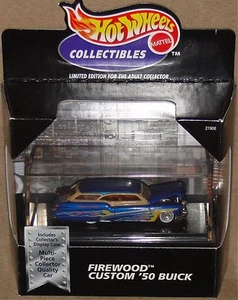 Hot Wheels
MATTEL
COLLECTIBLES™
LIMITED EDITION FOR THE ADULT COLLECTOR
21906
Includes
Collector's
Display Case
Multi-
Piece
Collector
Quality
Car
FIREWOOD™
CUSTOM '50 BUICK